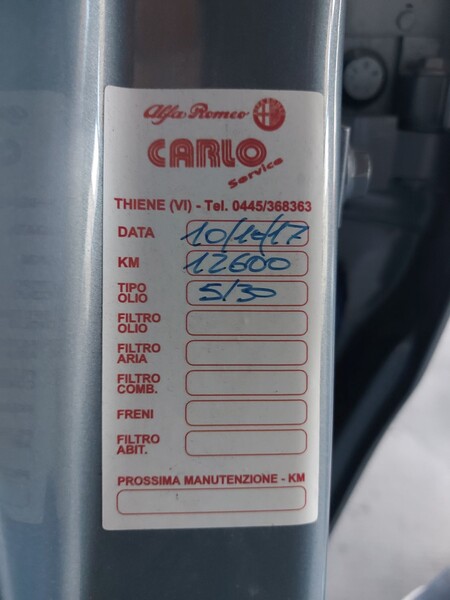 Alfa Romeo
CARLO
Service
THIENE (VI) - Tel. 0445/368363
DATA 10/10/17
KM 12600
TIPO OLIO 5/30
FILTRO OLIO
FILTRO ARIA
FILTRO COMB.
FRENI
FILTRO ABIT.
PROSSIMA MANUTENZIONE - KM